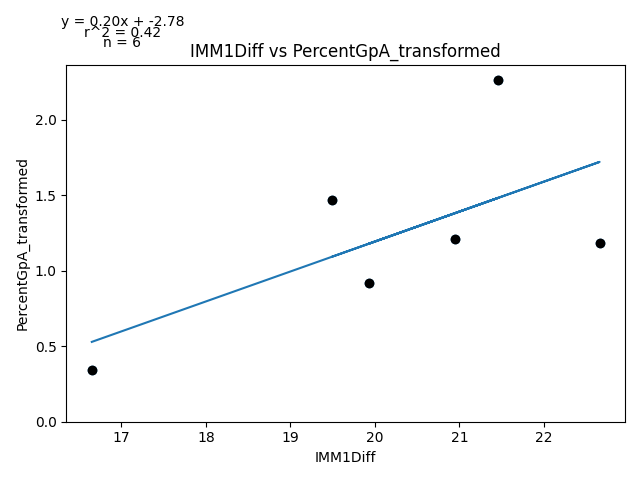 y = 0.20x + -2.78
r^2 = 0.42
n = 6
IMM1Diff vs PercentGpA_transformed
PercentGpA_transformed
2.0
1.5
1.0
0.5
0.0
17 18 19 20 21 22
IMM1Diff